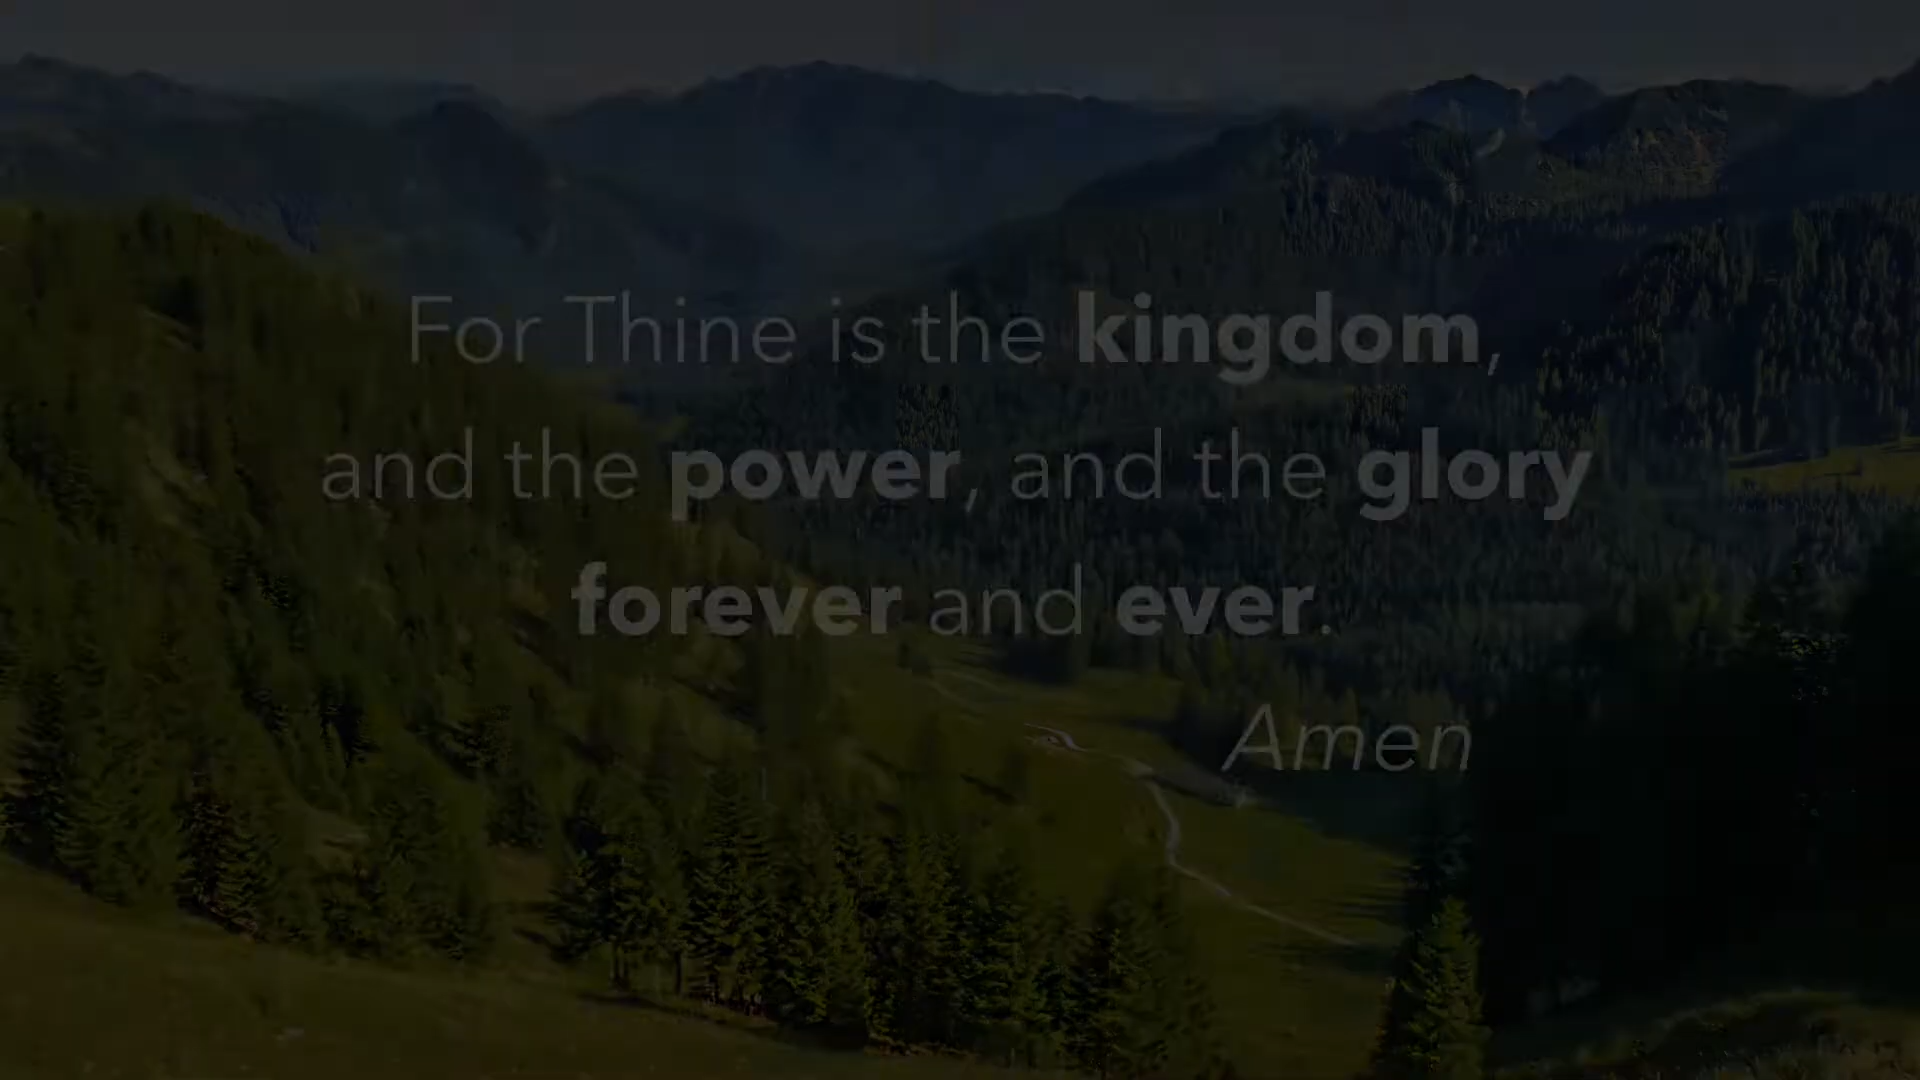 For Thine is the kingdom,
and the power, and the glory
forever and ever.
Amen